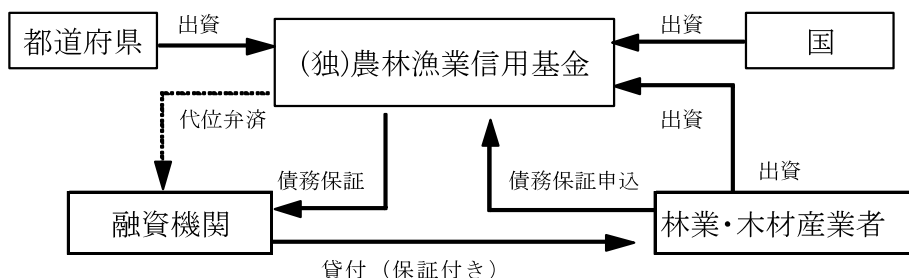 都道府県
出資
(独)農林漁業信用基金
出資
国
代位弁済
出資
債務保証
債務保証申込
出資
融資機関
林業・木材産業者
貸付（保証付き）